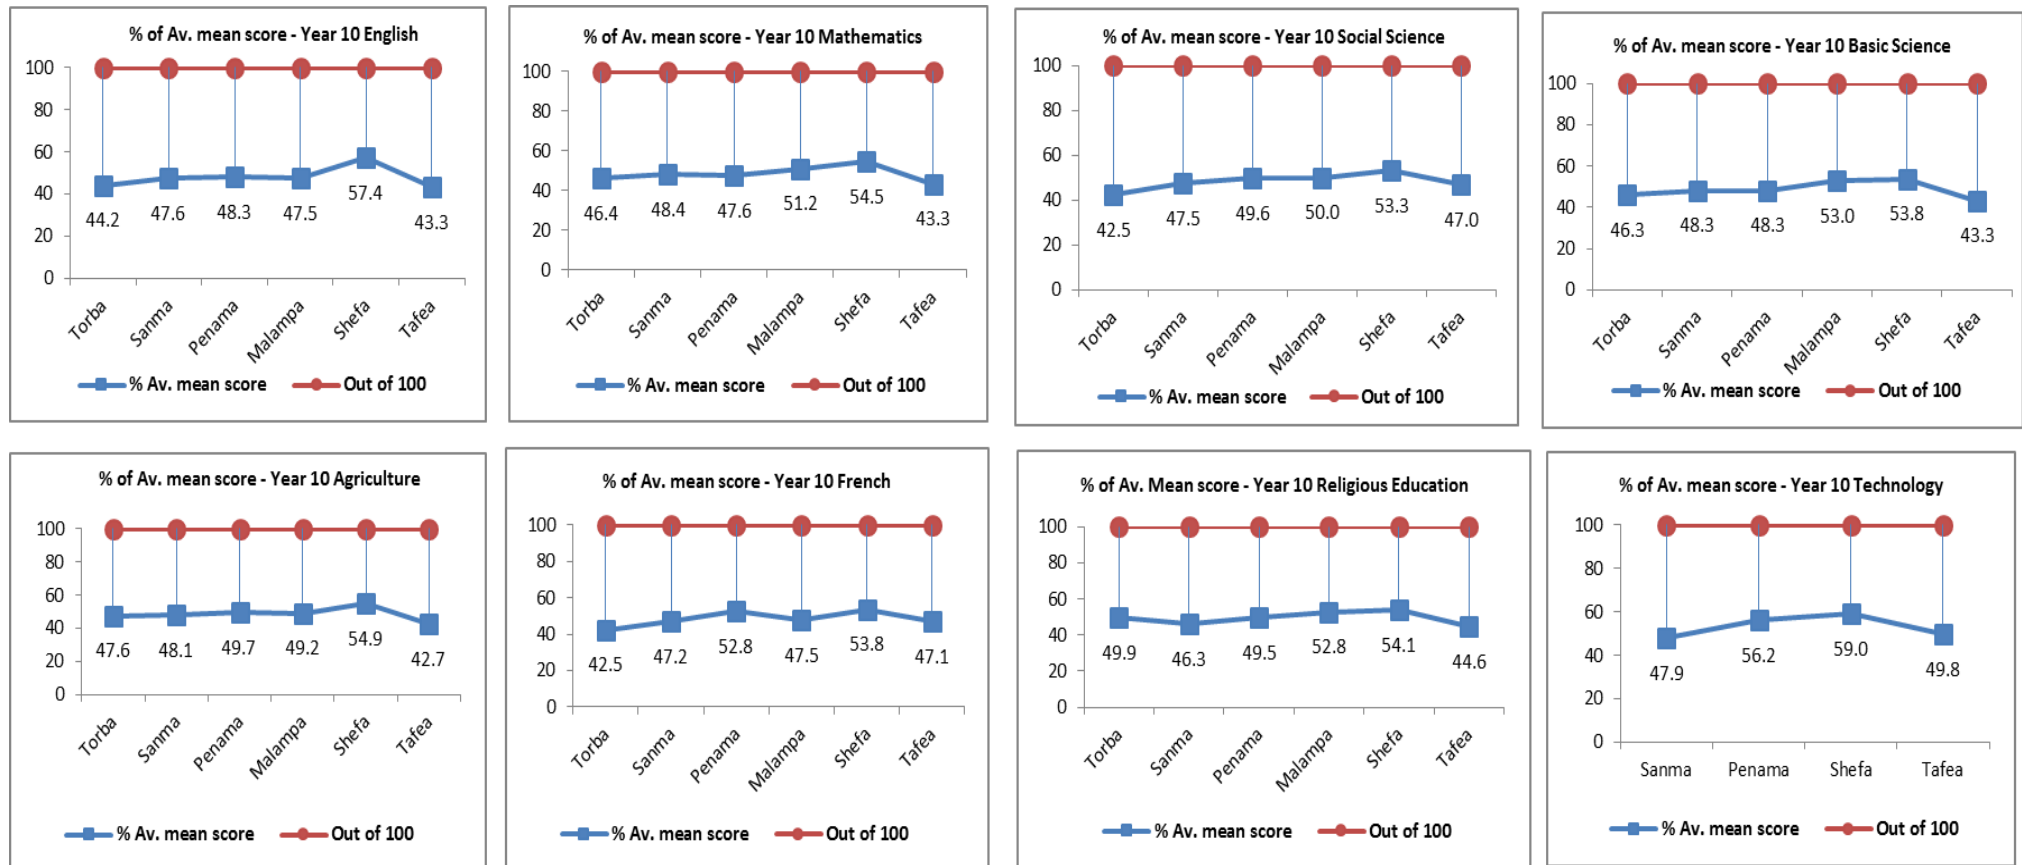 % of Av. mean score - Year 10 English
100
80
60
40
20
0
44.2
47.6
48.3
47.5
57.4
43.3
Torba
Sanma
Penama
Malampa
Shefa
Tafea
% Av. mean score
Out of 100
% of Av. mean score - Year 10 Mathematics
100
80
60
40
20
0
46.4
48.4
47.6
51.2
54.5
43.3
Torba
Sanma
Penama
Malampa
Shefa
Tafea
% Av. mean score
Out of 100
% of Av. mean score - Year 10 Social Science
100
80
60
40
20
0
42.5
47.5
49.6
50.0
53.3
47.0
Torba
Sanma
Penama
Malampa
Shefa
Tafea
% Av. mean score
Out of 100
% of Av. mean score - Year 10 Basic Science
100
80
60
40
20
0
46.3
48.3
48.3
53.0
53.8
43.3
Torba
Sanma
Penama
Malampa
Shefa
Tafea
% Av. mean score
Out of 100
% of Av. mean score - Year 10 Agriculture
100
80
60
40
20
0
47.6
48.1
49.7
49.2
54.9
42.7
Torba
Sanma
Penama
Malampa
Shefa
Tafea
% Av. mean score
Out of 100
% of Av. mean score - Year 10 French
100
80
60
40
20
0
42.5
47.2
52.8
47.5
53.8
47.1
Torba
Sanma
Penama
Malampa
Shefa
Tafea
% Av. mean score
Out of 100
% of Av. Mean score - Year 10 Religious Education
100
80
60
40
20
0
49.9
46.3
49.5
52.8
54.1
44.6
Torba
Sanma
Penama
Malampa
Shefa
Tafea
% Av. mean score
Out of 100
% of Av. mean score - Year 10 Technology
100
80
60
40
20
0
47.9
56.2
59.0
49.8
Sanma
Penama
Shefa
Tafea
% Av. mean score
Out of 100